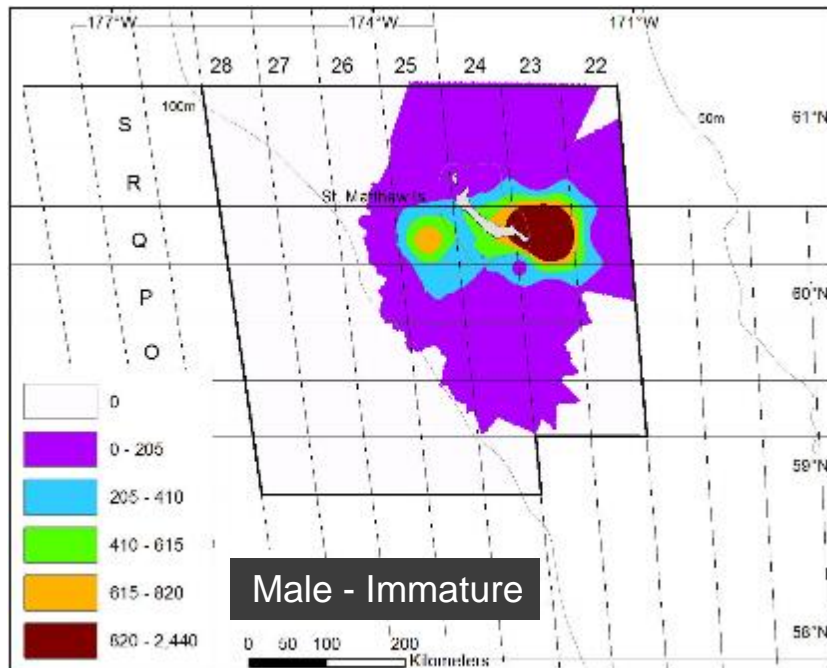 177°W 174°W 171°W
28 27 26 25 24 23 22
100m
50m
61°N
S
R
St. Matthew Is.
Q
P
60°N
O
0
0 - 205
59°N
205 - 410
410 - 615
615 - 820
Male - Immature
820 - 2,440
58°N
0 50 100 200
Kilometers